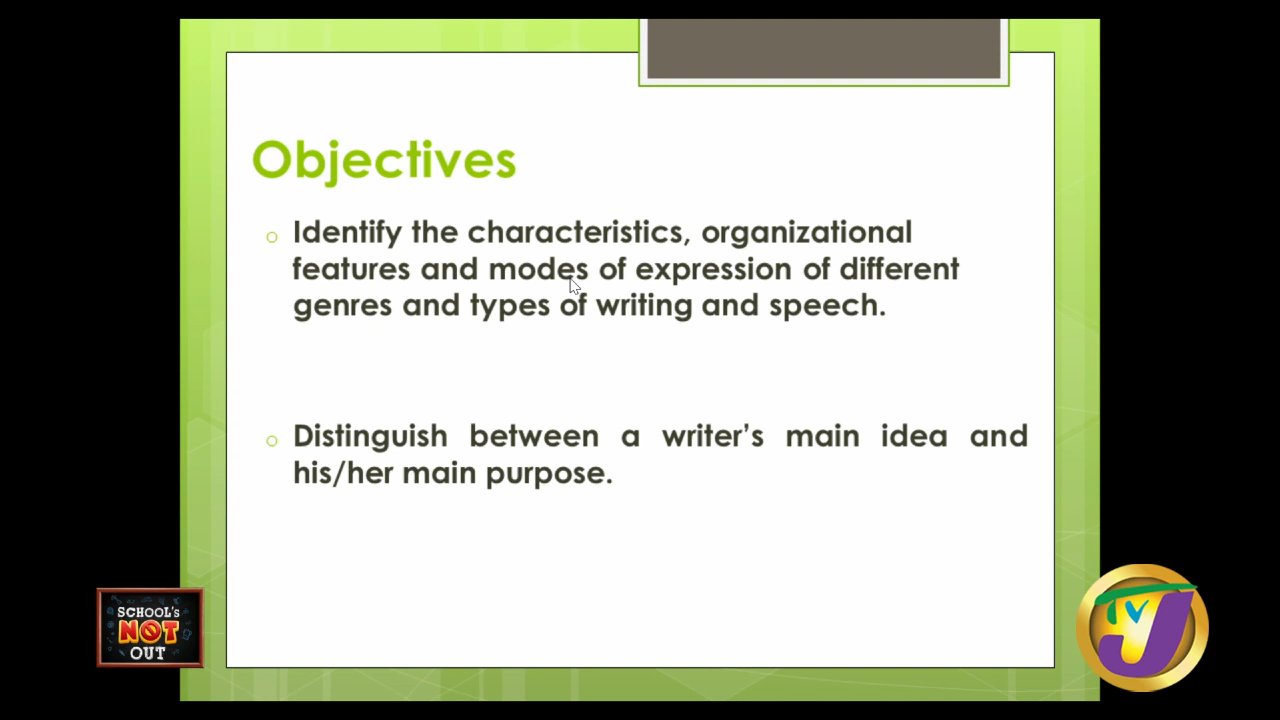 Objectives
Identify the characteristics, organizational
features and modes of expression of different
genres and types of writing and speech.
Distinguish between a writer's main idea and
his/her main purpose.
SCHOOL's
NOT
OUT
TVJ